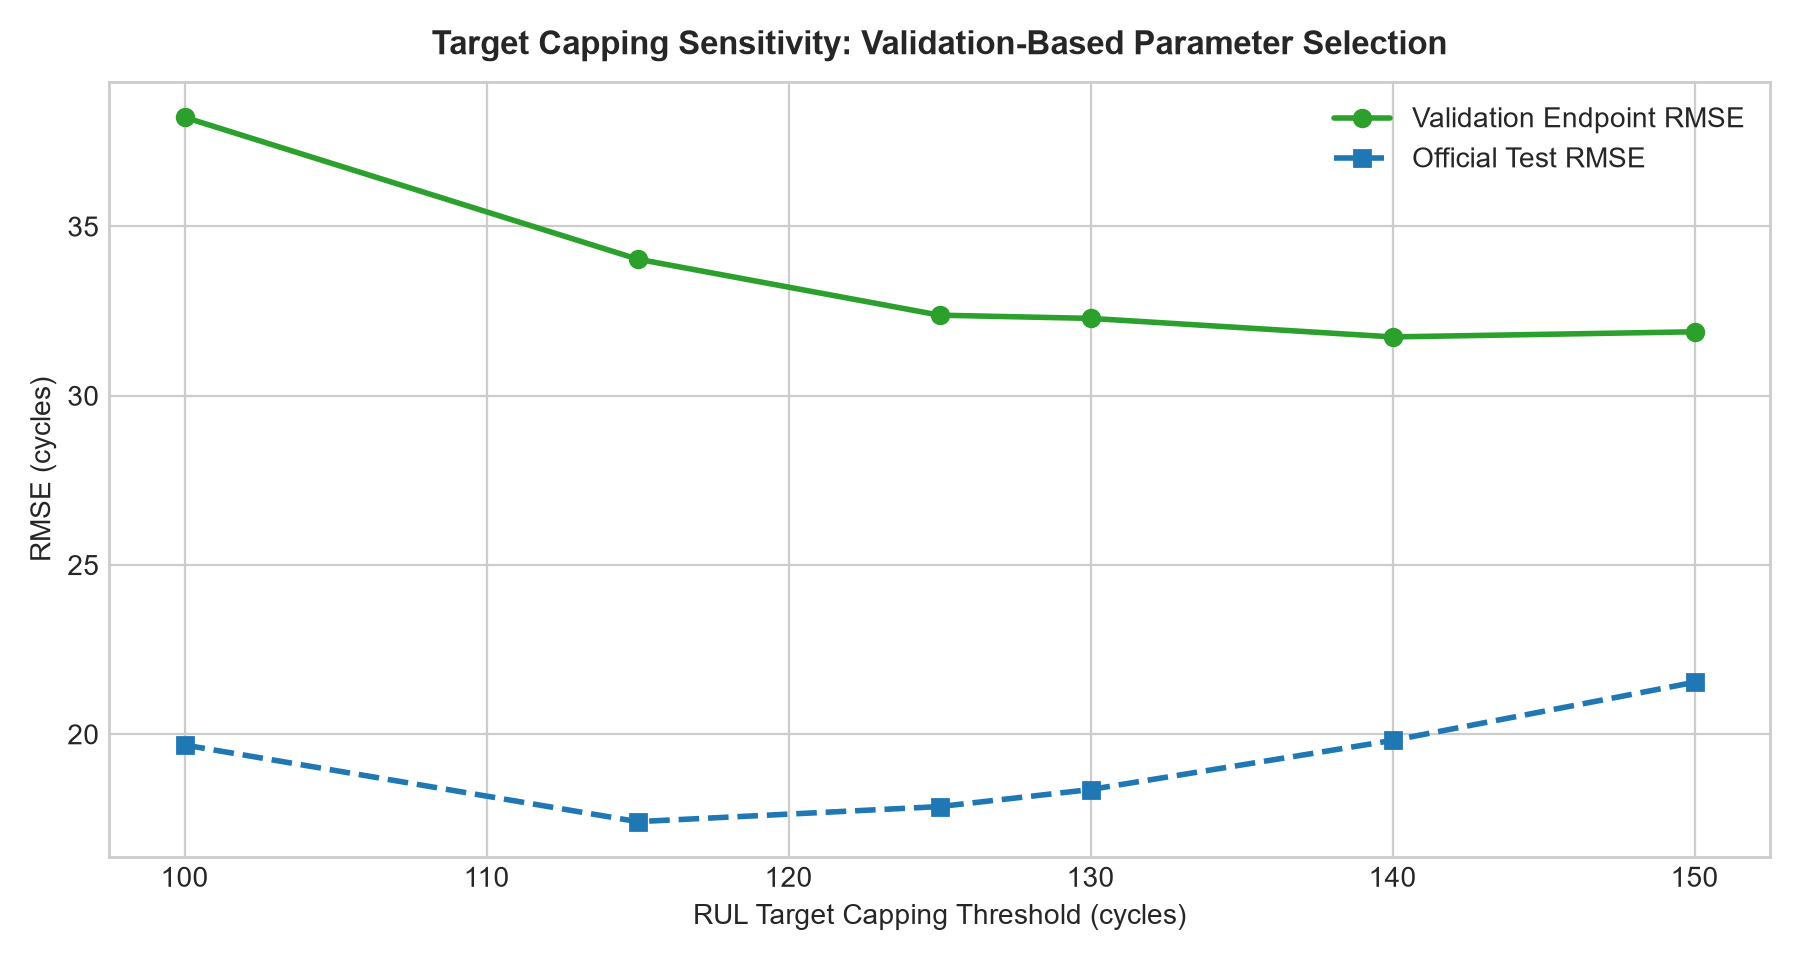 Target Capping Sensitivity: Validation-Based Parameter Selection
Validation Endpoint RMSE
Official Test RMSE
RMSE (cycles)
35
30
25
20
100 110 120 130 140 150
RUL Target Capping Threshold (cycles)